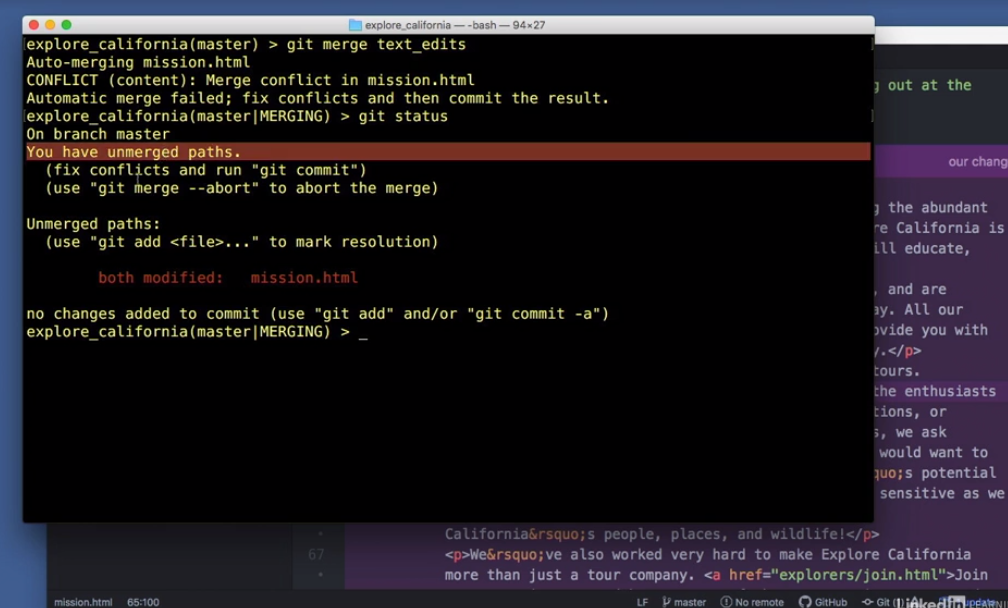 explore_california — -bash — 94×27
explore_california(master) > git merge text_edits
Auto-merging mission.html
CONFLICT (content): Merge conflict in mission.html
Automatic merge failed; fix conflicts and then commit the result.
explore_california(master|MERGING) > git status
On branch master
You have unmerged paths.
(fix conflicts and run "git commit")
(use "git merge --abort" to abort the merge)
Unmerged paths:
(use "git add <file>..." to mark resolution)
both modified:   mission.html
no changes added to commit (use "git add" and/or "git commit -a")
explore_california(master|MERGING) > _
out at the
our chang
the abundant
California is
educate,
, and are
All our
you with
.</p>
tours.
the enthusiasts
or
, we ask
would want to
quo;s potential
sensitive as we
California&rsquo;s people, places, and wildlife!</p>
67 <p>We&rsquo;ve also worked very hard to make Explore California
more than just a tour company. <a href="explorers/join.html">Join
mission.html 65:100 LF master No remote GitHub Git
LinkedIn